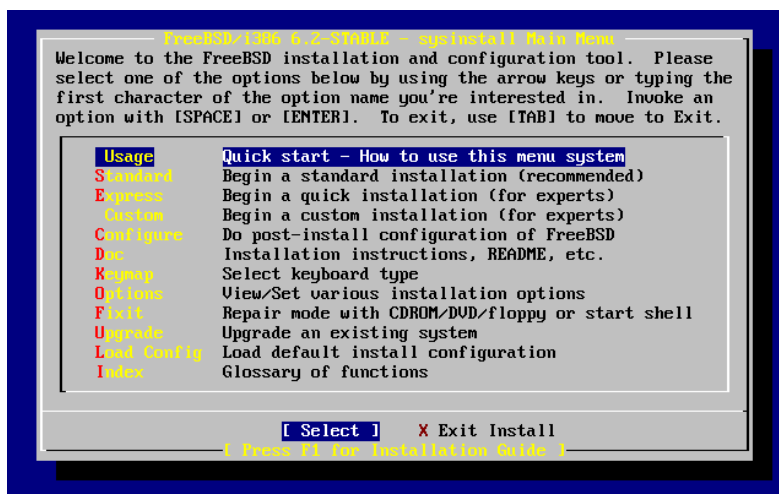 FreeBSD/i386 6.2-STABLE - sysinstall Main Menu
Welcome to the FreeBSD installation and configuration tool.  Please
select one of the options below by using the arrow keys or typing the
first character of the option name you're interested in.  Invoke an
option with [SPACE] or [ENTER].  To exit, use [TAB] to move to Exit.
Usage Quick start - How to use this menu system
Standard Begin a standard installation (recommended)
Express Begin a quick installation (for experts)
Custom Begin a custom installation (for experts)
Configure Do post-install configuration of FreeBSD
Doc Installation instructions, README, etc.
Keymap Select keyboard type
Options View/Set various installation options
Fixit Repair mode with CDROM/DVD/floppy or start shell
Upgrade Upgrade an existing system
Load Config Load default install configuration
Index Glossary of functions
[ Select ] X Exit Install
[ Press F1 for Installation Guide ]